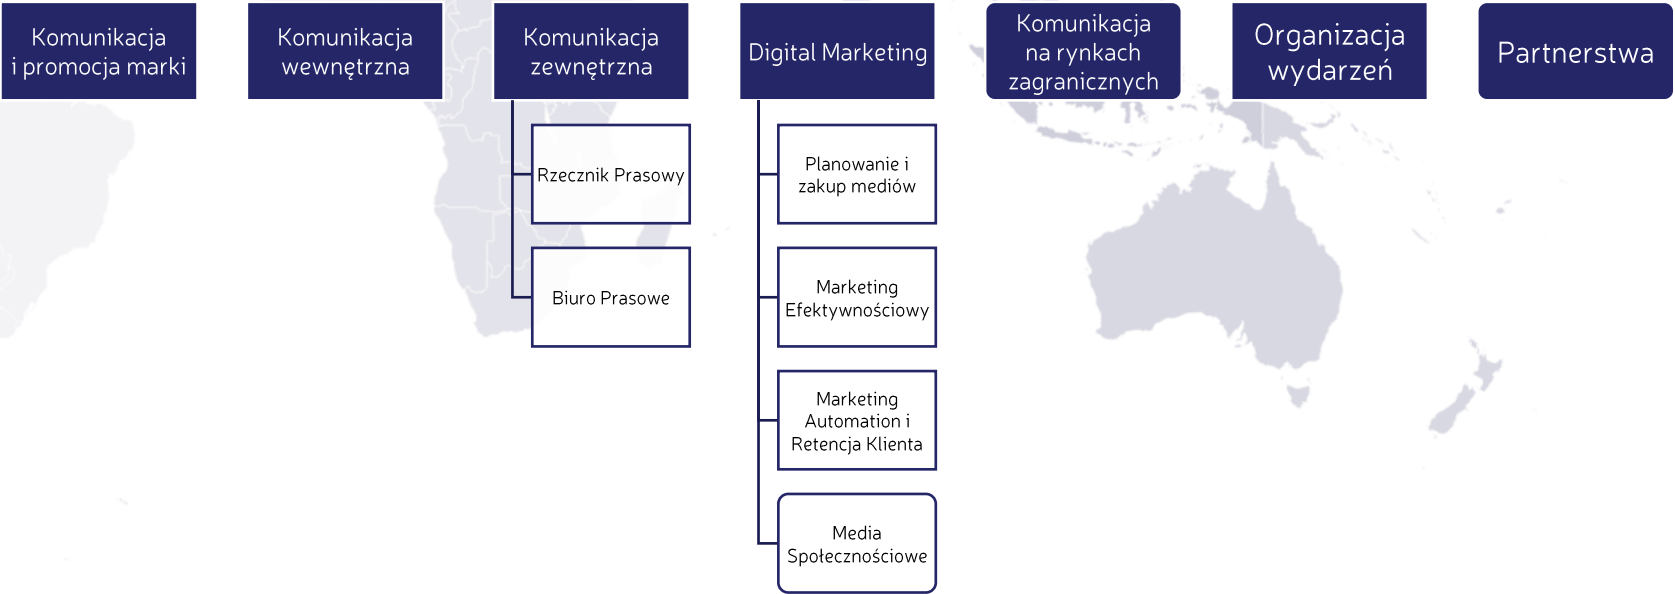 Komunikacja
i promocja marki
Komunikacja
wewnętrzna
Komunikacja
zewnętrzna
Rzecznik Prasowy
Biuro Prasowe
Digital Marketing
Planowanie i
zakup mediów
Marketing
Efektywnościowy
Marketing
Automation i
Retencja Klienta
Media
Społecznościowe
Komunikacja
na rynkach
zagranicznych
Organizacja
wydarzeń
Partnerstwa